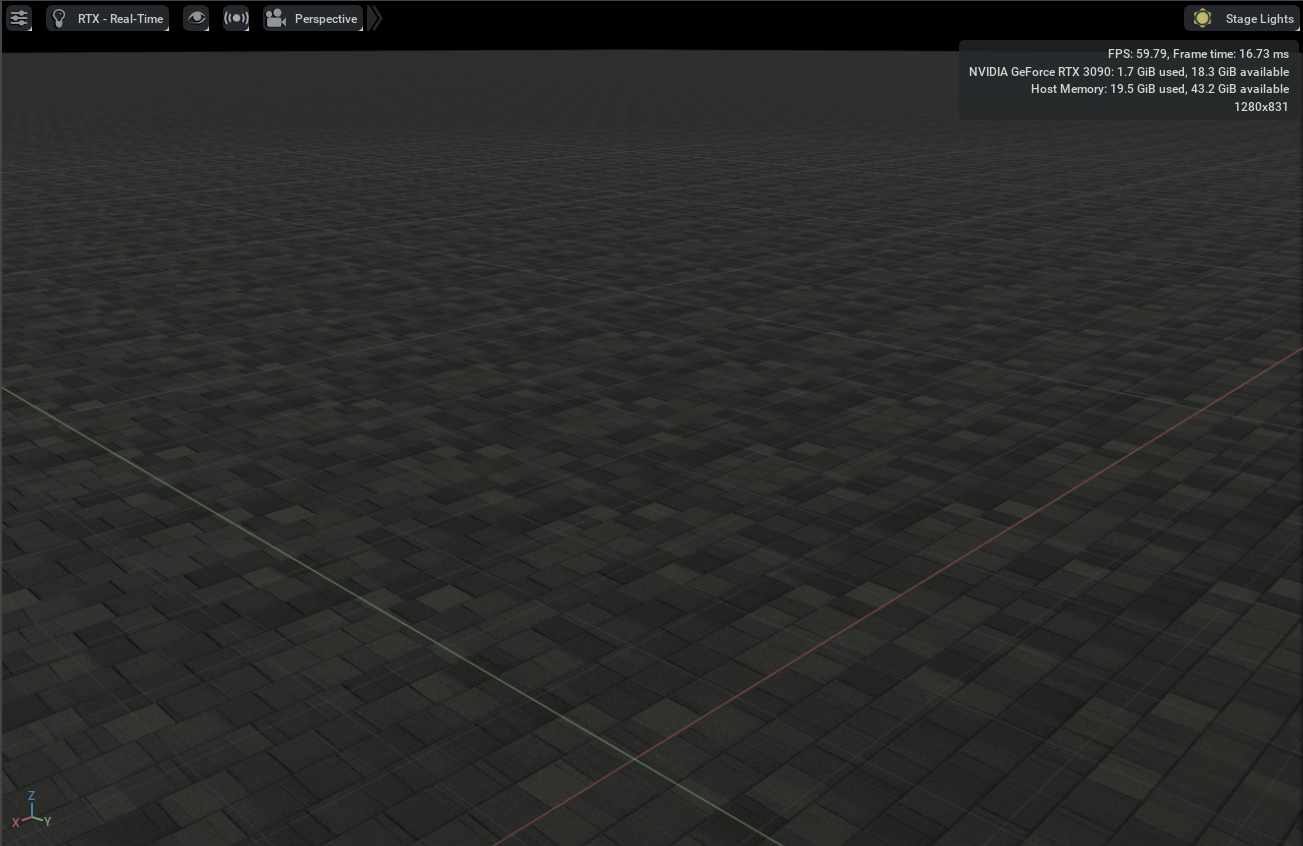 RTX - Real-Time
Perspective
Stage Lights
FPS: 59.79, Frame time: 16.73 ms
NVIDIA GeForce RTX 3090: 1.7 GiB used, 18.3 GiB available
Host Memory: 19.5 GiB used, 43.2 GiB available
1280x831
Z
X
Y